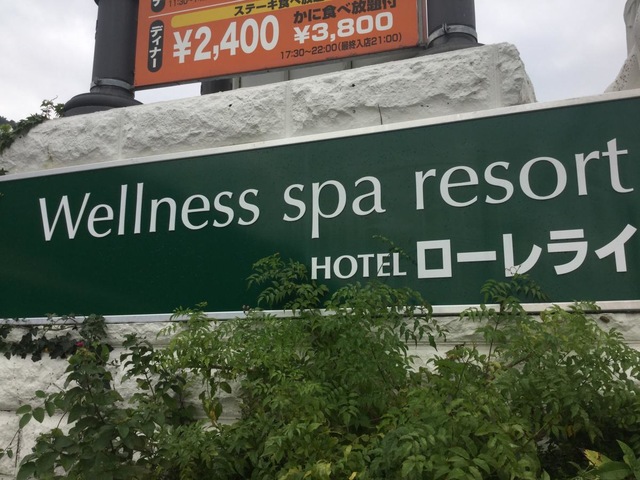 ステーキ食べ放題
かに食べ放題付
ディナー
¥2,400
¥3,800
17:30~22:00(最終入店21:00)
Wellness spa resort
HOTEL ローレライ